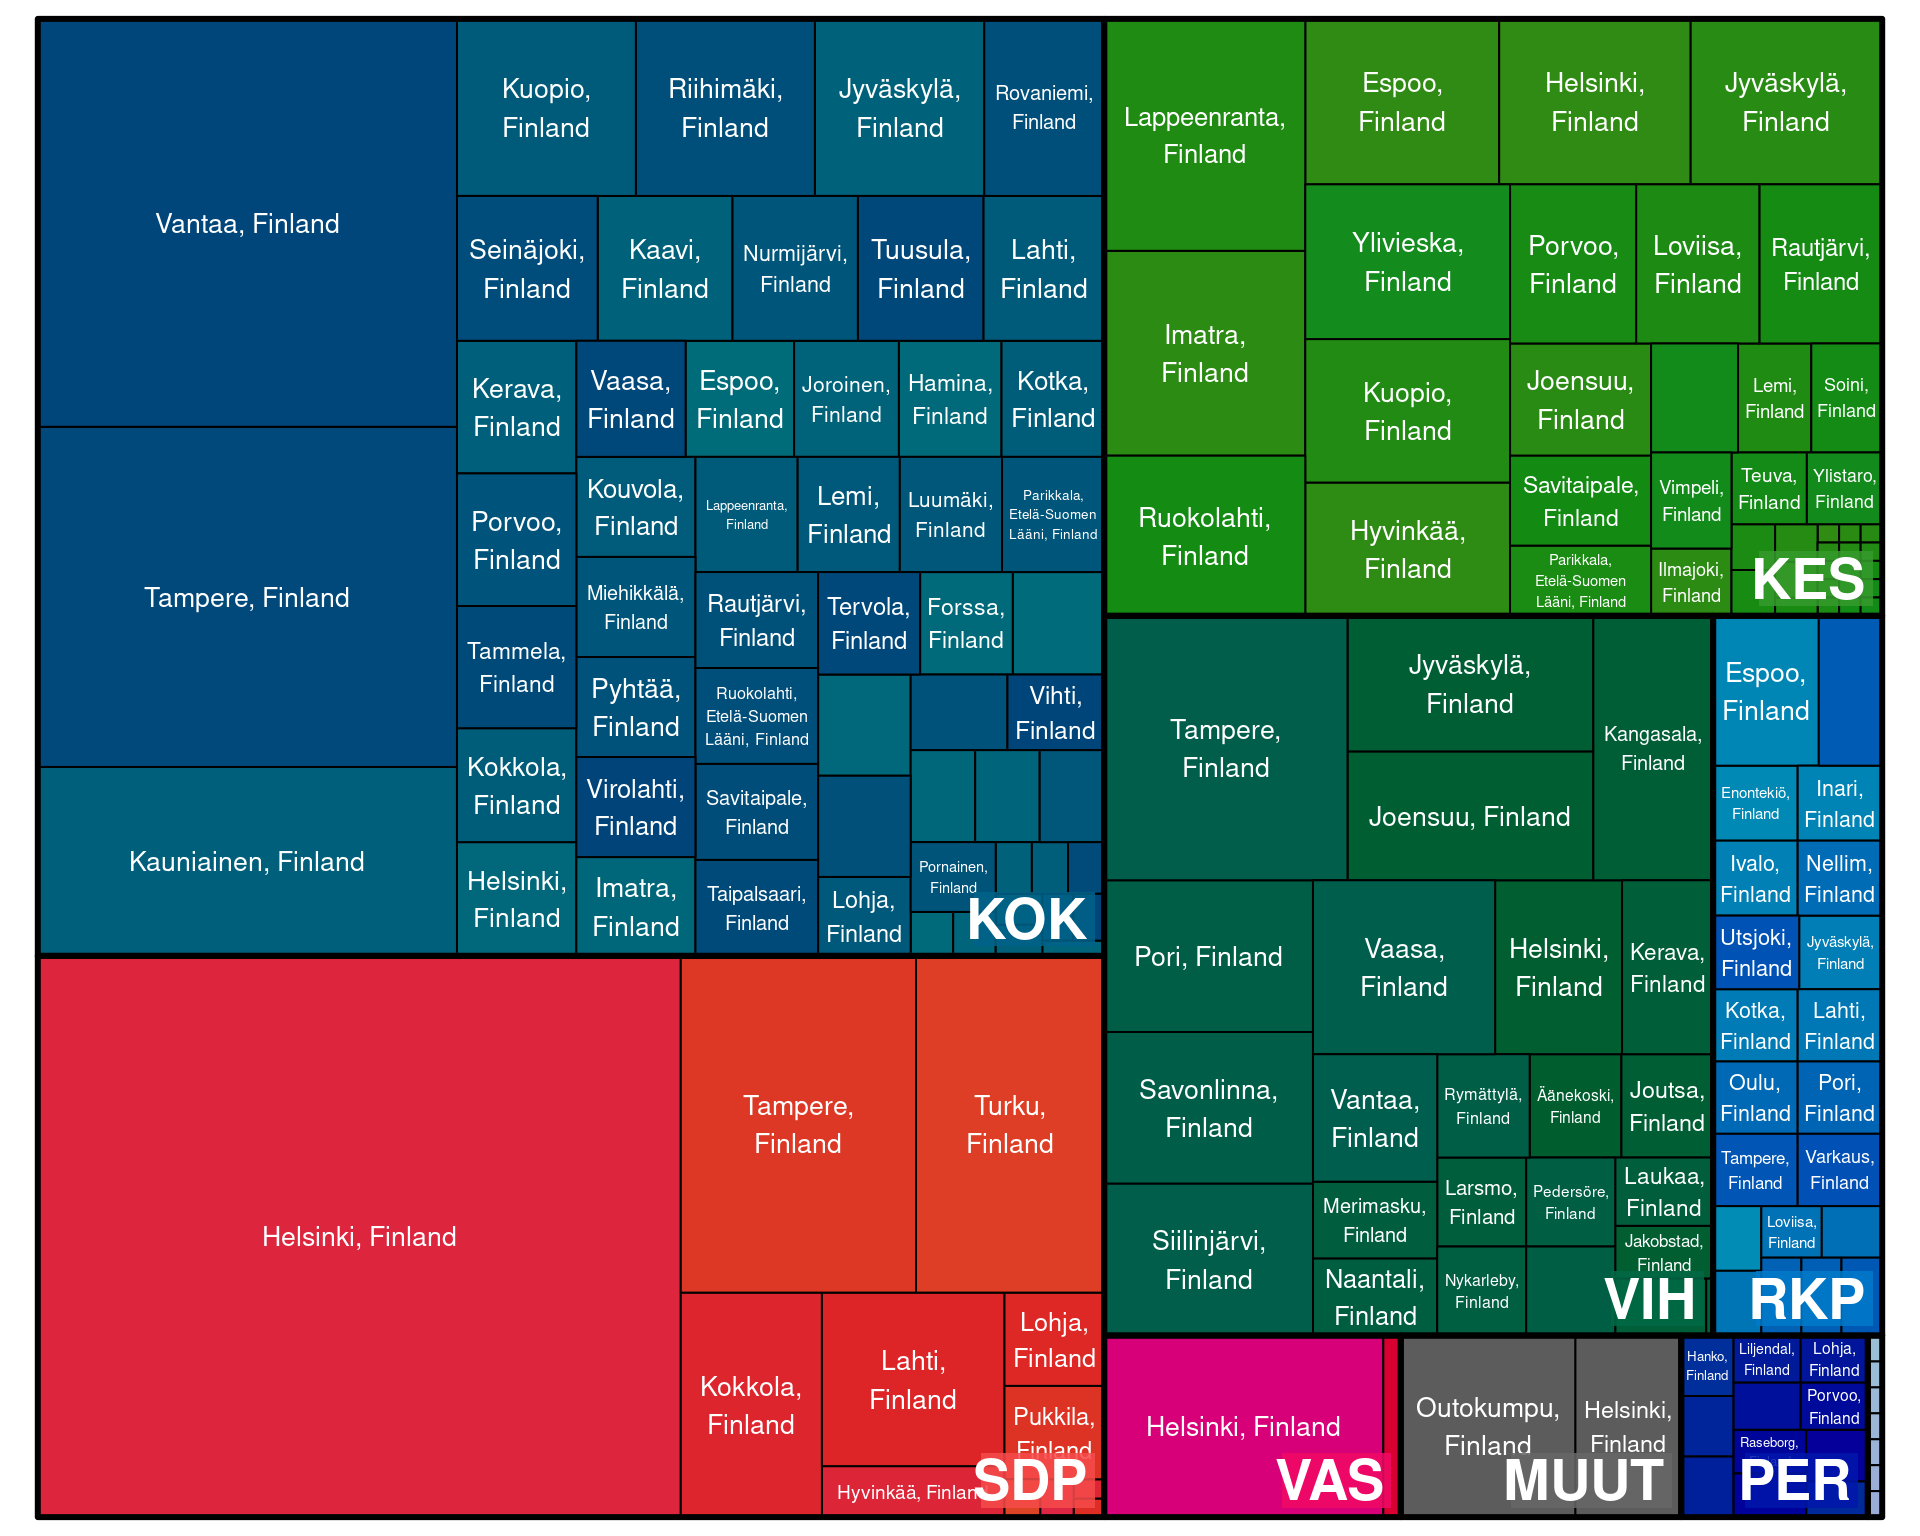 Vantaa, Finland
Tampere, Finland
Kauniainen, Finland
Kuopio,
Finland
Riihimäki,
Finland
Jyväskylä,
Finland
Rovaniemi,
Finland
Seinäjoki,
Finland
Kaavi,
Finland
Nurmijärvi,
Finland
Tuusula,
Finland
Lahti,
Finland
Kerava,
Finland
Vaasa,
Finland
Espoo,
Finland
Joroinen,
Finland
Hamina,
Finland
Kotka,
Finland
Porvoo,
Finland
Kouvola,
Finland
Lappeenranta,
Finland
Lemi,
Finland
Luumäki,
Finland
Parikkala,
Etelä-Suomen
Lääni, Finland
Tammela,
Finland
Miehikkälä,
Finland
Rautjärvi,
Finland
Tervola,
Finland
Forssa,
Finland
Kokkola,
Finland
Pyhtää,
Finland
Ruokolahti,
Etelä-Suomen
Lääni, Finland
Vihti,
Finland
Helsinki,
Finland
Virolahti,
Finland
Savitaipale,
Finland
Imatra,
Finland
Taipalsaari,
Finland
Lohja,
Finland
Pornainen,
Finland
KOK
Helsinki, Finland
Tampere,
Finland
Turku,
Finland
Kokkola,
Finland
Lahti,
Finland
Lohja,
Finland
Pukkila,
Finland
Hyvinkää, Finland
SDP
Lappeenranta,
Finland
Imatra,
Finland
Ruokolahti,
Finland
Espoo,
Finland
Helsinki,
Finland
Jyväskylä,
Finland
Ylivieska,
Finland
Porvoo,
Finland
Loviisa,
Finland
Rautjärvi,
Finland
Kuopio,
Finland
Hyvinkää,
Finland
Joensuu,
Finland
Lemi,
Finland
Soini,
Finland
Savitaipale,
Finland
Vimpeli,
Finland
Teuva,
Finland
Ylistaro,
Finland
Parikkala,
Etelä-Suomen
Lääni, Finland
Ilmajoki,
Finland
KES
Tampere,
Finland
Jyväskylä,
Finland
Joensuu, Finland
Kangasala,
Finland
Pori, Finland
Savonlinna,
Finland
Siilinjärvi,
Finland
Vaasa,
Finland
Helsinki,
Finland
Kerava,
Finland
Vantaa,
Finland
Rymättylä,
Finland
Äänekoski,
Finland
Joutsa,
Finland
Merimasku,
Finland
Naantali,
Finland
Larsmo,
Finland
Pedersöre,
Finland
Laukaa,
Finland
Nykarleby,
Finland
Jakobstad,
Finland
VIH
Espoo,
Finland
Enontekiö,
Finland
Inari,
Finland
Ivalo,
Finland
Nellim,
Finland
Utsjoki,
Finland
Jyväskylä,
Finland
Kotka,
Finland
Lahti,
Finland
Oulu,
Finland
Pori,
Finland
Tampere,
Finland
Varkaus,
Finland
Loviisa,
Finland
RKP
Helsinki, Finland
VAS
Outokumpu,
Finland
Helsinki,
Finland
MUUT
Hanko,
Finland
Liljendal,
Finland
Lohja,
Finland
Porvoo,
Finland
Raseborg,
PER